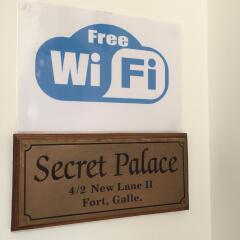 Free
Wi Fi
Secret Palace
4/2 New Lane II
Fort, Galle.